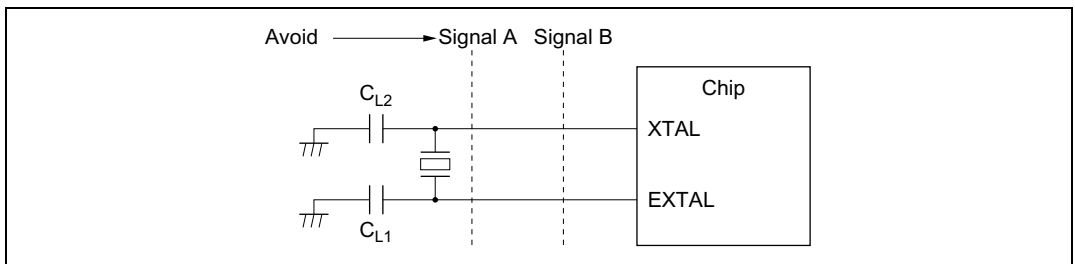 Avoid Signal A Signal B
Chip
C_L2
XTAL
EXTAL
C_L1